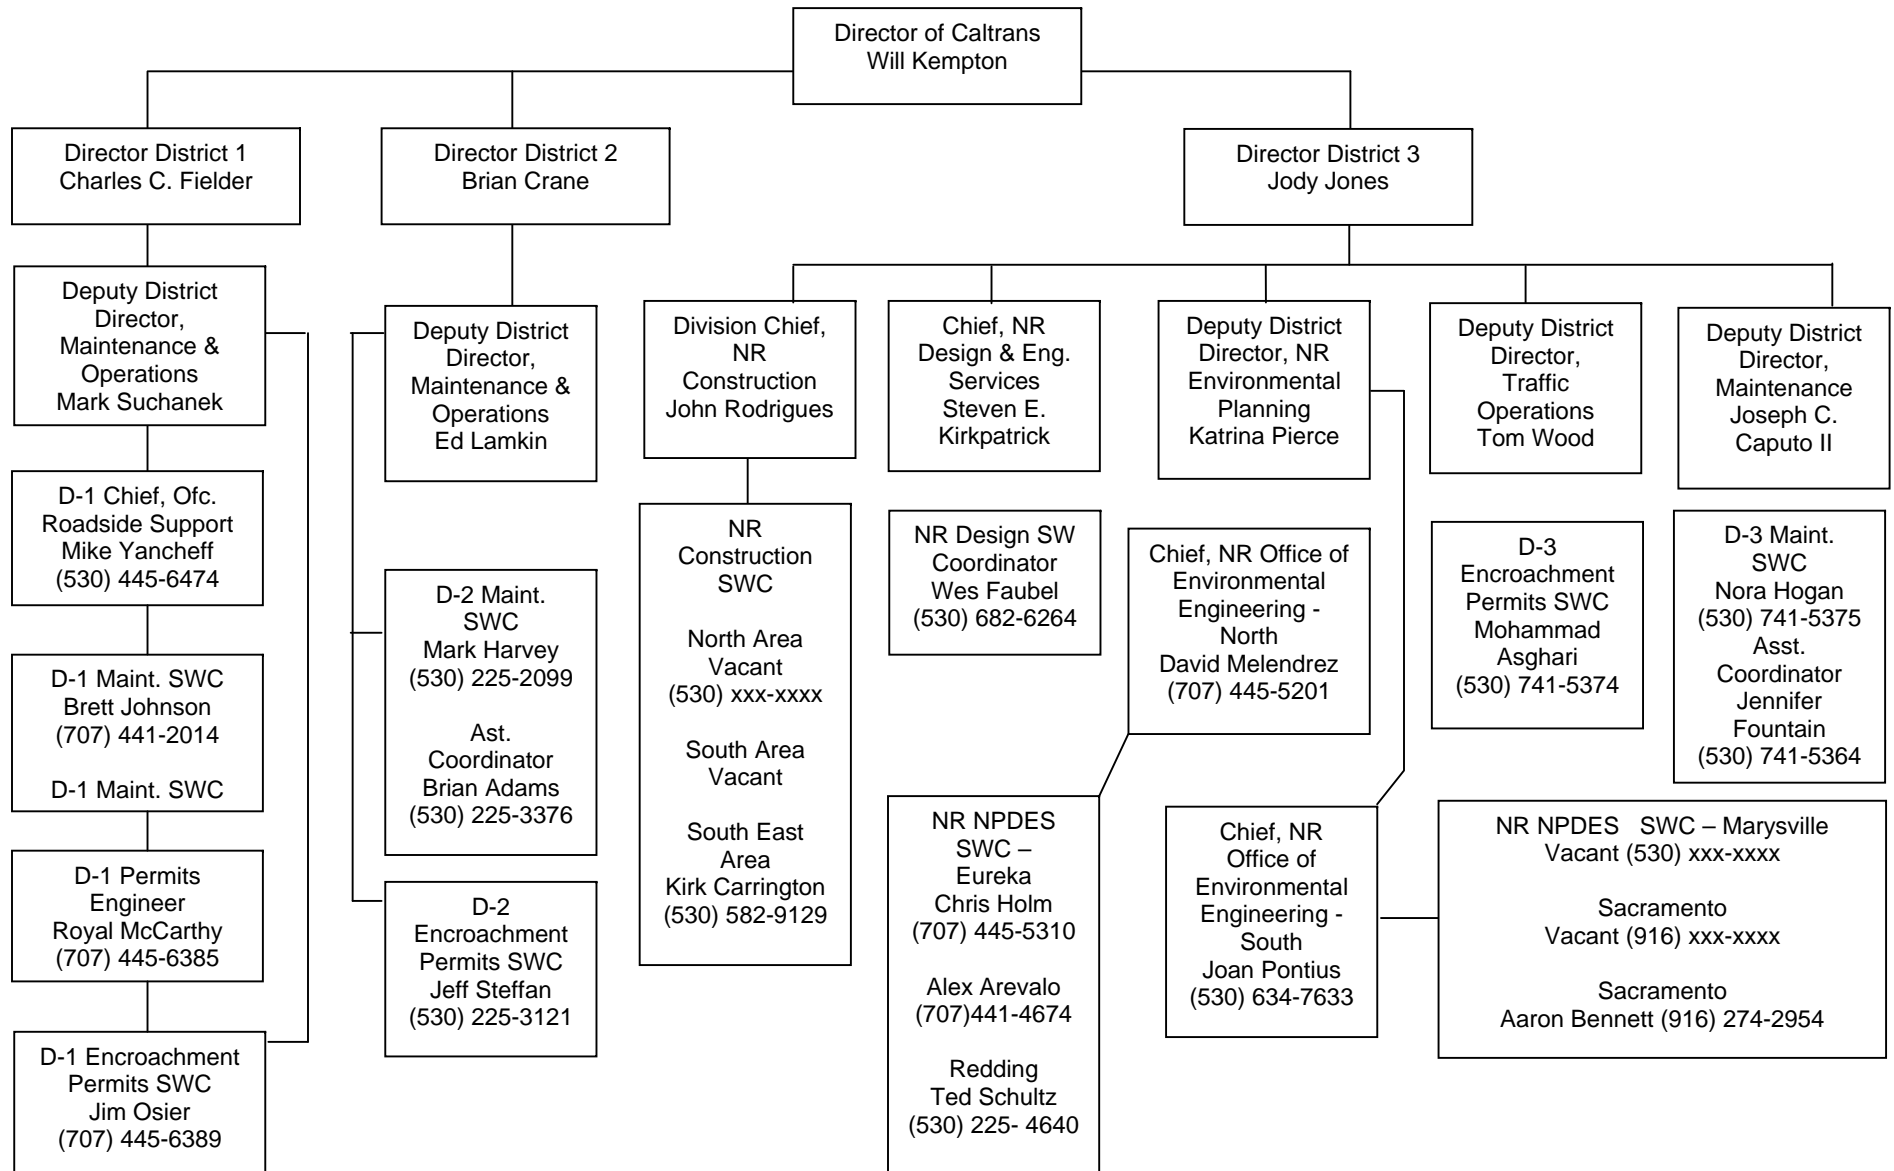 Director of Caltrans
Will Kempton
Director District 1
Charles C. Fielder
Director District 2
Brian Crane
Director District 3
Jody Jones
Deputy District
Director,
Maintenance &
Operations
Mark Suchanek
Deputy District
Director,
Maintenance &
Operations
Ed Lamkin
Division Chief,
NR
Construction
John Rodrigues
Chief, NR
Design & Eng.
Services
Steven E.
Kirkpatrick
Deputy District
Director, NR
Environmental
Planning
Katrina Pierce
Deputy District
Director,
Traffic
Operations
Tom Wood
Deputy District
Director,
Maintenance
Joseph C.
Caputo II
D-1 Chief, Ofc.
Roadside Support
Mike Yancheff
(530) 445-6474
D-1 Maint. SWC
Brett Johnson
(707) 441-2014
D-1 Maint. SWC
D-1 Permits
Engineer
Royal McCarthy
(707) 445-6385
D-1 Encroachment
Permits SWC
Jim Osier
(707) 445-6389
D-2 Maint.
SWC
Mark Harvey
(530) 225-2099
Ast.
Coordinator
Brian Adams
(530) 225-3376
D-2
Encroachment
Permits SWC
Jeff Steffan
(530) 225-3121
NR
Construction
SWC
North Area
Vacant
(530) xxx-xxxx
South Area
Vacant
South East
Area
Kirk Carrington
(530) 582-9129
NR Design SW
Coordinator
Wes Faubel
(530) 682-6264
Chief, NR Office of
Environmental
Engineering -
North
David Melendrez
(707) 445-5201
D-3
Encroachment
Permits SWC
Mohammad
Asghari
(530) 741-5374
D-3 Maint.
SWC
Nora Hogan
(530) 741-5375
Asst.
Coordinator
Jennifer
Fountain
(530) 741-5364
NR NPDES
SWC –
Eureka
Chris Holm
(707) 445-5310
Alex Arevalo
(707)441-4674
Redding
Ted Schultz
(530) 225- 4640
Chief, NR
Office of
Environmental
Engineering -
South
Joan Pontius
(530) 634-7633
NR NPDES SWC – Marysville
Vacant (530) xxx-xxxx
Sacramento
Vacant (916) xxx-xxxx
Sacramento
Aaron Bennett (916) 274-2954